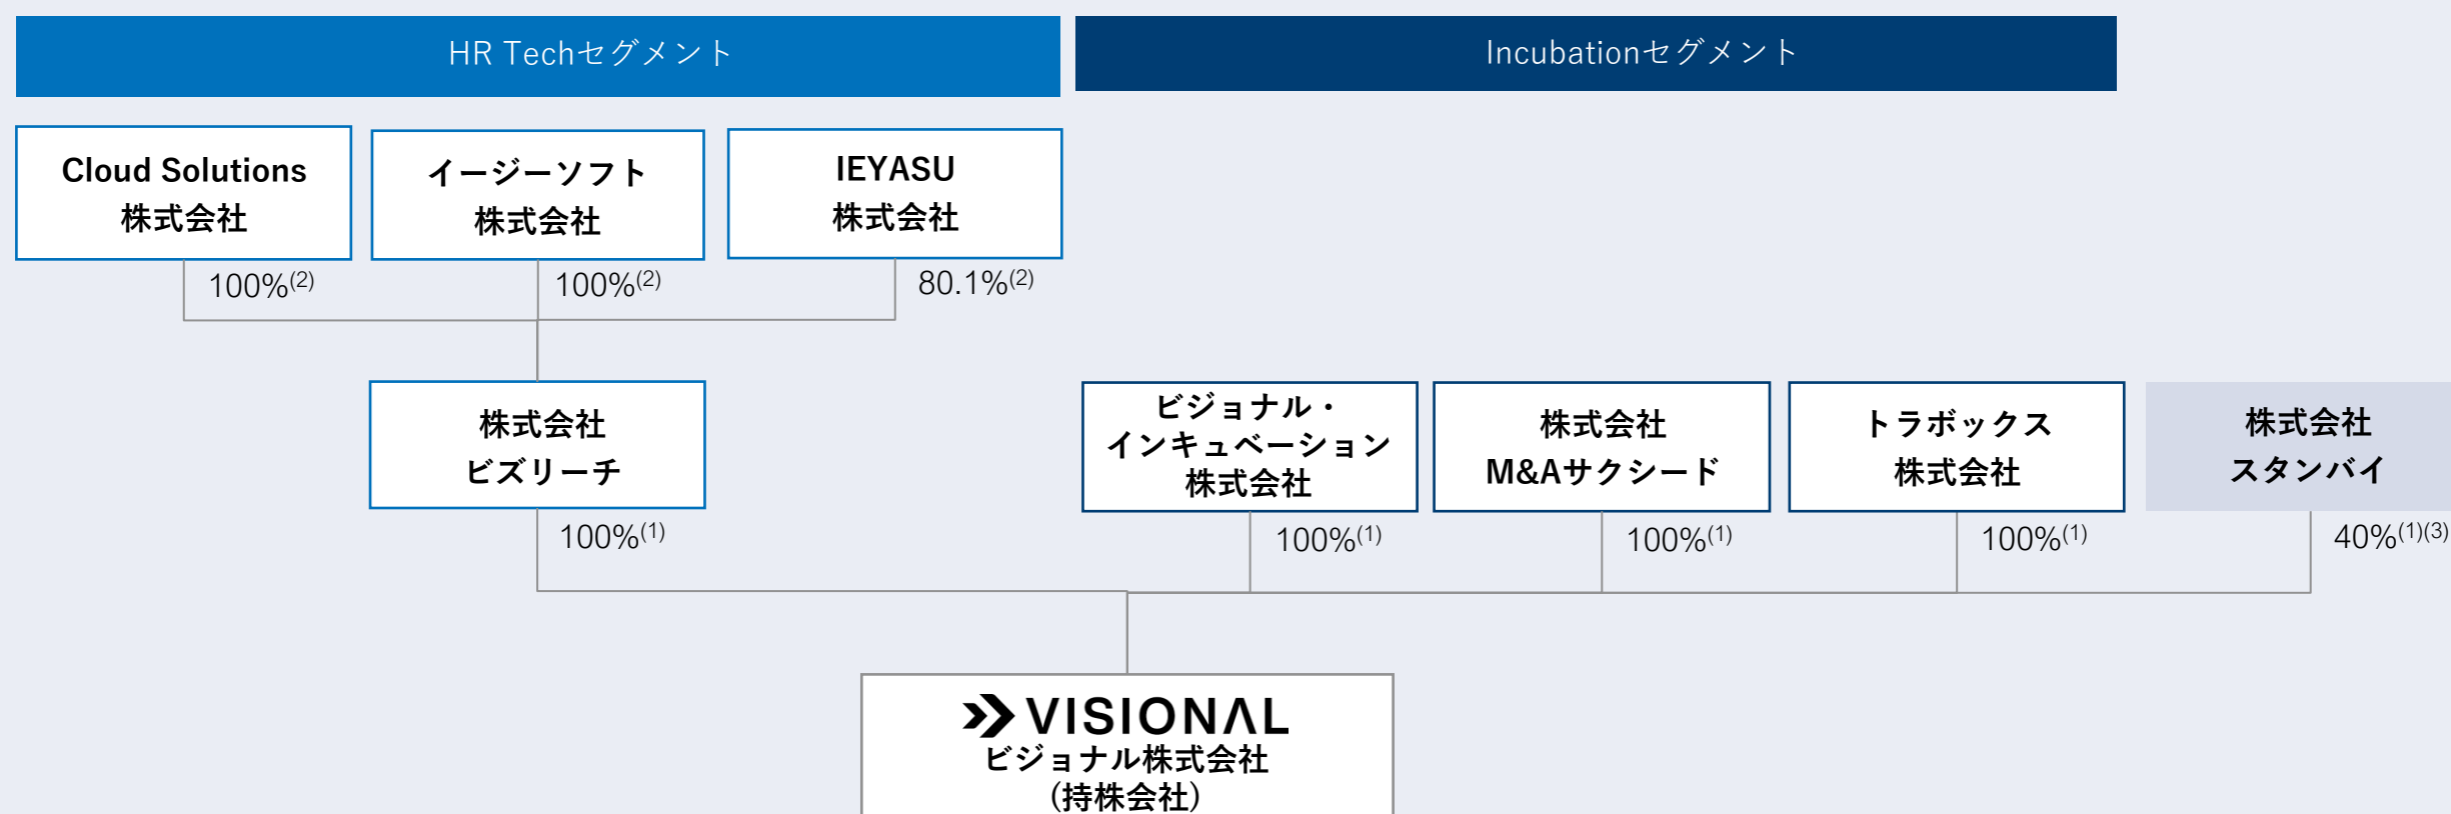 HR Techセグメント
Incubationセグメント
Cloud Solutions
株式会社
イージーソフト
株式会社
IEYASU
株式会社
100%(2)
100%(2)
80.1%(2)
株式会社
ビズリーチ
ビジョナル・
インキュベーション
株式会社
株式会社
M&Aサクシード
トラボックス
株式会社
株式会社
スタンバイ
100%(1)
100%(1)
100%(1)
100%(1)
40%(1)(3)
VISIONAL
ビジョナル株式会社
(持株会社)